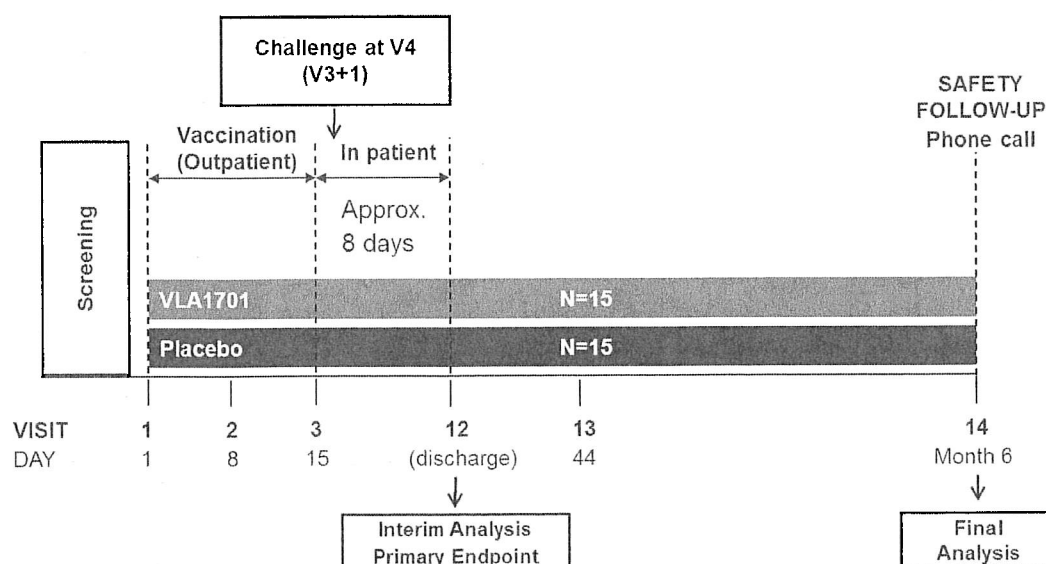 Challenge at V4
(V3+1)
SAFETY
FOLLOW-UP
Phone call
Vaccination
(Outpatient)
In patient
Approx.
8 days
Screening
VLA1701 N=15
Placebo N=15
VISIT 1 2 3 12 13 14
DAY 1 8 15 (discharge) 44 Month 6
Interim Analysis
Primary Endpoint
Final
Analysis